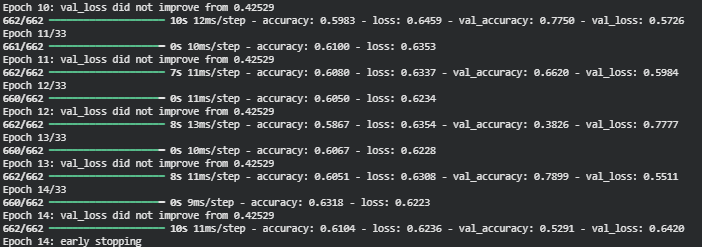 Epoch 10: val_loss did not improve from 0.42529
662/662 ━━━━━━━━━━━━━━━━━━━━ 10s 12ms/step - accuracy: 0.5983 - loss: 0.6459 - val_accuracy: 0.7750 - val_loss: 0.5726
Epoch 11/33
661/662 ━━━━━━━━━━━━━━━━━━━━ 0s 10ms/step - accuracy: 0.6100 - loss: 0.6353
Epoch 11: val_loss did not improve from 0.42529
662/662 ━━━━━━━━━━━━━━━━━━━━ 7s 11ms/step - accuracy: 0.6080 - loss: 0.6337 - val_accuracy: 0.6620 - val_loss: 0.5984
Epoch 12/33
660/662 ━━━━━━━━━━━━━━━━━━━━ 0s 11ms/step - accuracy: 0.6050 - loss: 0.6234
Epoch 12: val_loss did not improve from 0.42529
662/662 ━━━━━━━━━━━━━━━━━━━━ 8s 13ms/step - accuracy: 0.5867 - loss: 0.6354 - val_accuracy: 0.3826 - val_loss: 0.7777
Epoch 13/33
660/662 ━━━━━━━━━━━━━━━━━━━━ 0s 10ms/step - accuracy: 0.6067 - loss: 0.6228
Epoch 13: val_loss did not improve from 0.42529
662/662 ━━━━━━━━━━━━━━━━━━━━ 8s 11ms/step - accuracy: 0.6051 - loss: 0.6308 - val_accuracy: 0.7899 - val_loss: 0.5511
Epoch 14/33
660/662 ━━━━━━━━━━━━━━━━━━━━ 0s 9ms/step - accuracy: 0.6318 - loss: 0.6223
Epoch 14: val_loss did not improve from 0.42529
662/662 ━━━━━━━━━━━━━━━━━━━━ 10s 11ms/step - accuracy: 0.6104 - loss: 0.6236 - val_accuracy: 0.5291 - val_loss: 0.6420
Epoch 14: early stopping